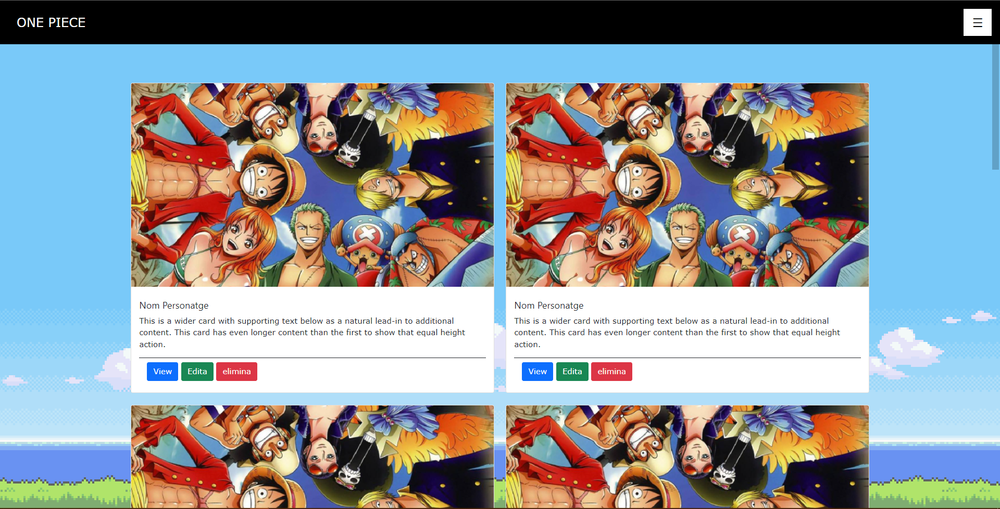 ONE PIECE
Nom Personatge
This is a wider card with supporting text below as a natural lead-in to additional
content. This card has even longer content than the first to show that equal height
action.
View Edita elimina
Nom Personatge
This is a wider card with supporting text below as a natural lead-in to additional
content. This card has even longer content than the first to show that equal height
action.
View Edita elimina